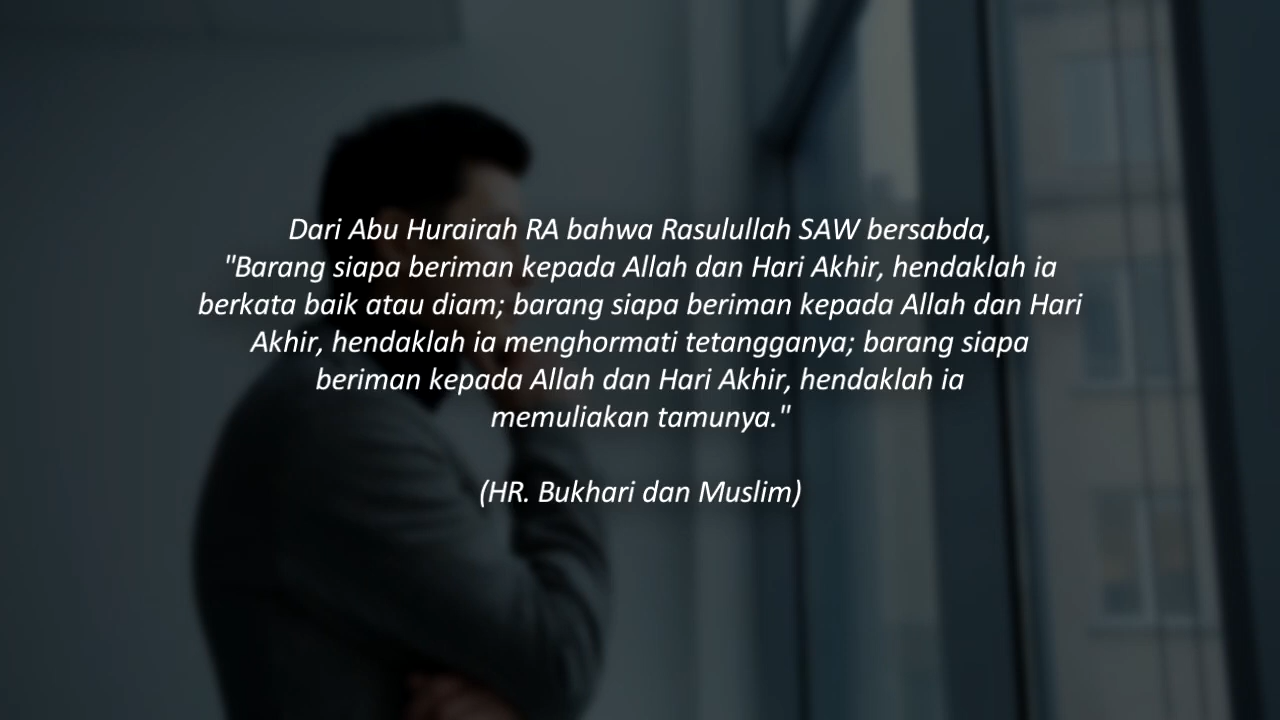 Dari Abu Hurairah RA bahwa Rasulullah SAW bersabda,
"Barang siapa beriman kepada Allah dan Hari Akhir, hendaklah ia
berkata baik atau diam; barang siapa beriman kepada Allah dan Hari
Akhir, hendaklah ia menghormati tetangganya; barang siapa
beriman kepada Allah dan Hari Akhir, hendaklah ia
memuliakan tamunya."
(HR. Bukhari dan Muslim)